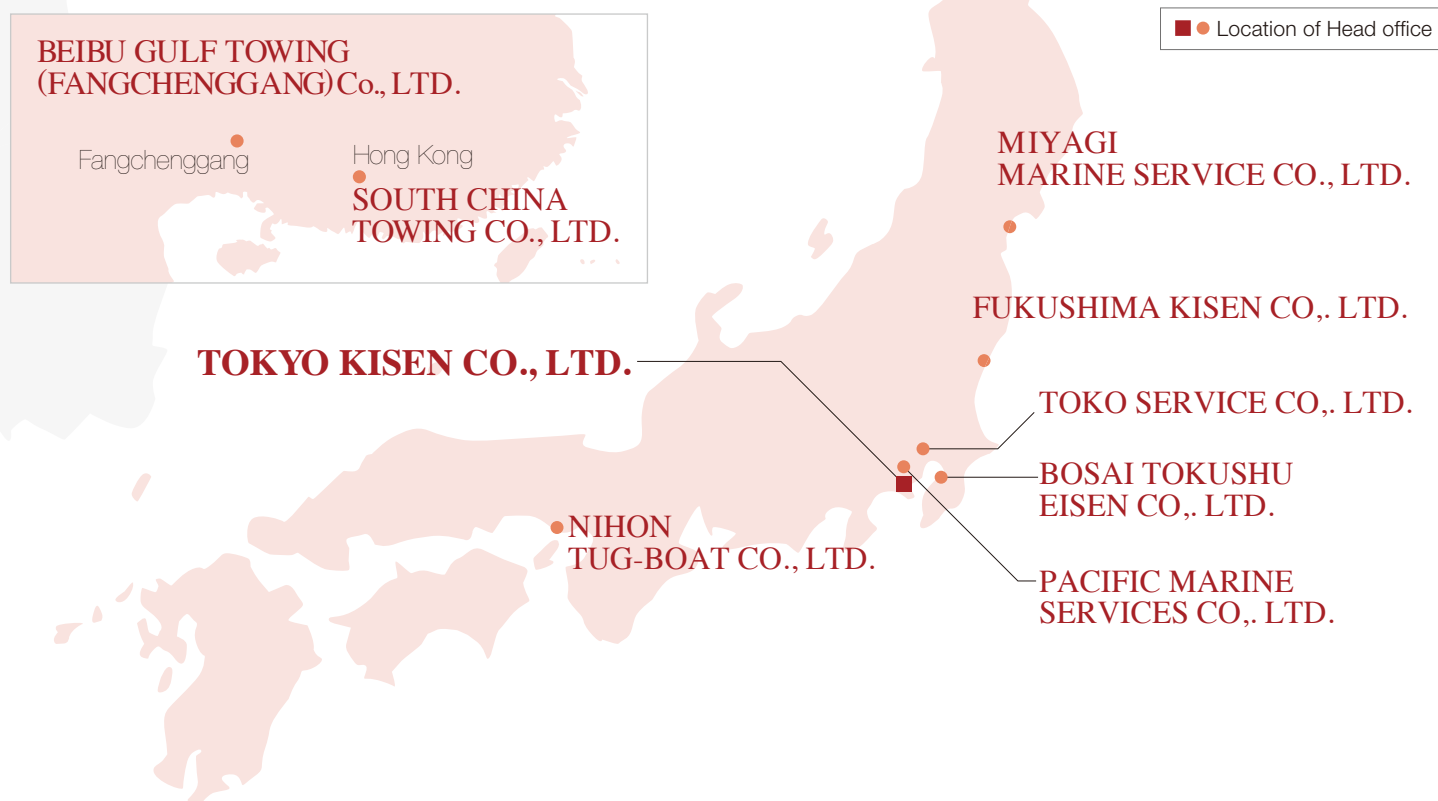 BEIBU GULF TOWING
(FANGCHENGGANG) Co., LTD.
Fangchenggang
Hong Kong
SOUTH CHINA
TOWING CO., LTD.
Location of Head office
MIYAGI
MARINE SERVICE CO., LTD.
FUKUSHIMA KISEN CO,. LTD.
TOKYO KISEN CO., LTD.
TOKO SERVICE CO,. LTD.
BOSAI TOKUSHU
EISEN CO,. LTD.
NIHON
TUG-BOAT CO., LTD.
PACIFIC MARINE
SERVICES CO,. LTD.